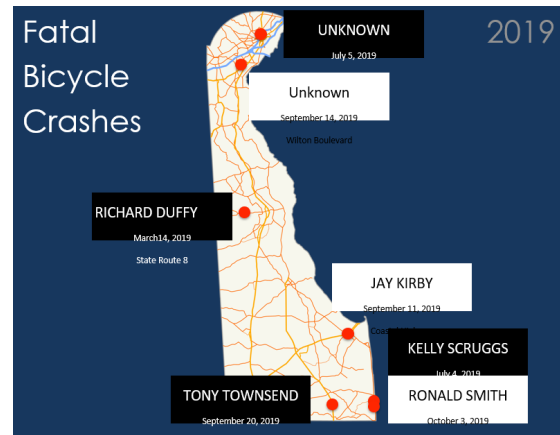 Fatal
Bicycle
Crashes
2019
UNKNOWN
July 5, 2019
Unknown
September 14, 2019
Wilton Boulevard
RICHARD DUFFY
March14, 2019
State Route 8
JAY KIRBY
September 11, 2019
KELLY SCRUGGS
July 4, 2019
TONY TOWNSEND
September 20, 2019
RONALD SMITH
October 3, 2019